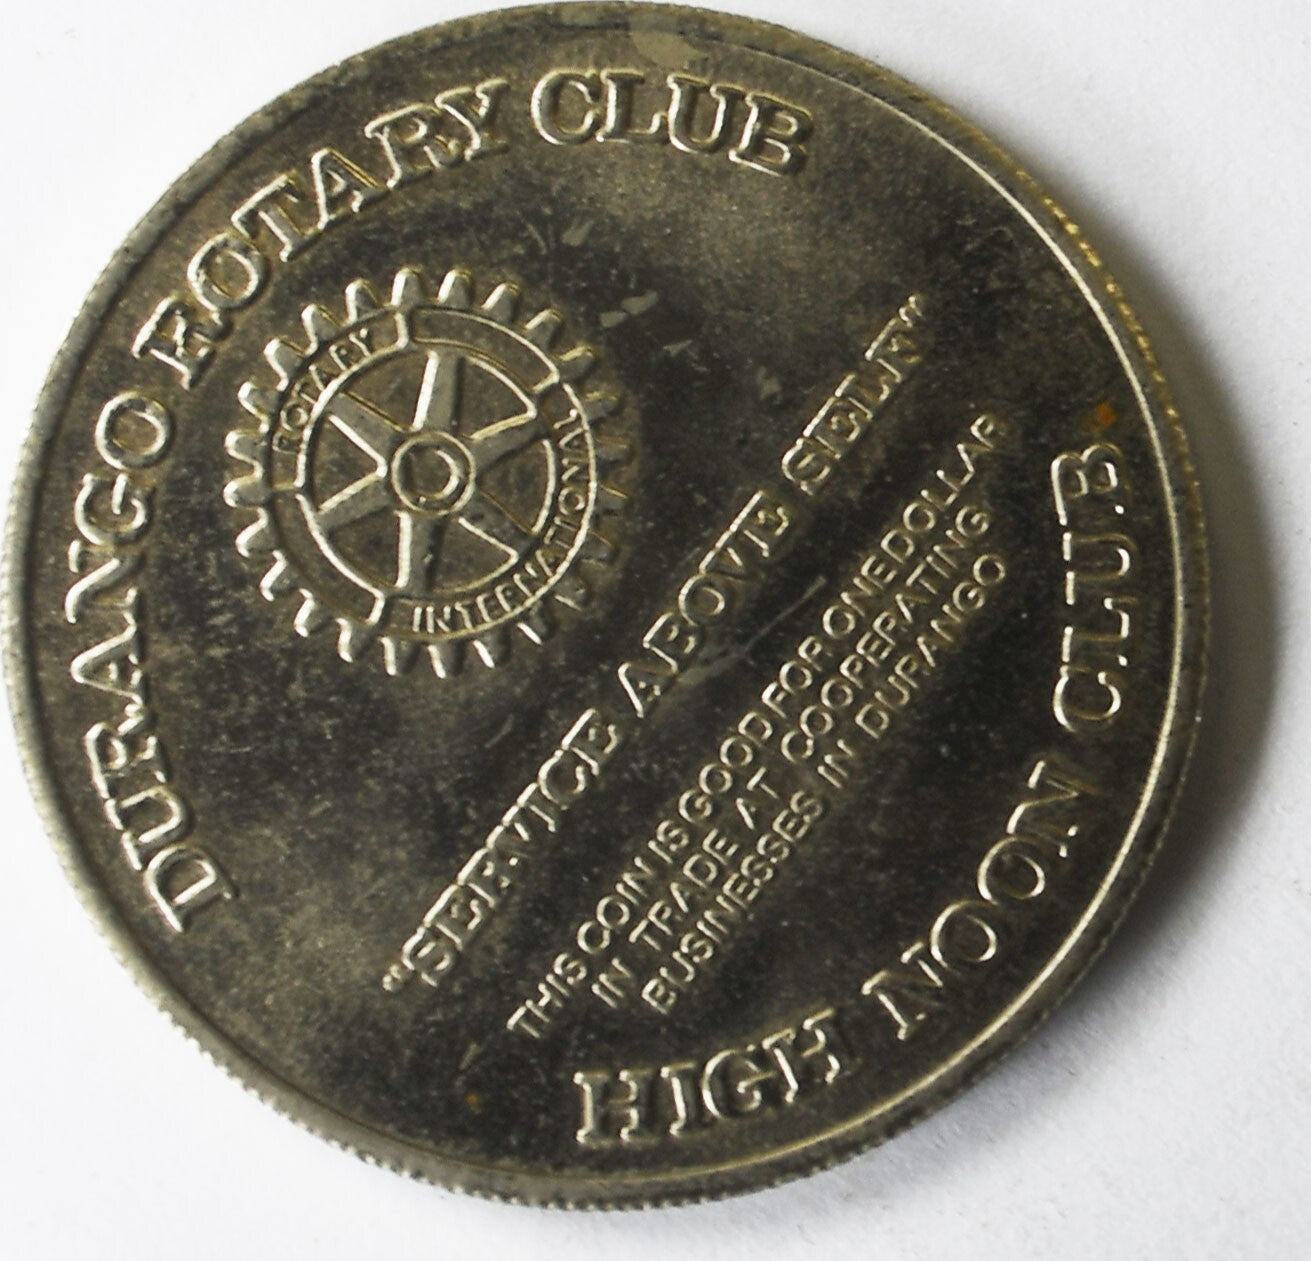 DURANGO ROTARY CLUB
ROTARY
INTERNATIONAL
"SERVICE ABOVE SELF"
THIS COIN IS GOOD FOR ONE DOLLAR
IN TRADE AT COOPERATING
BUSINESSES IN DURANGO
HIGH NOON CLUB